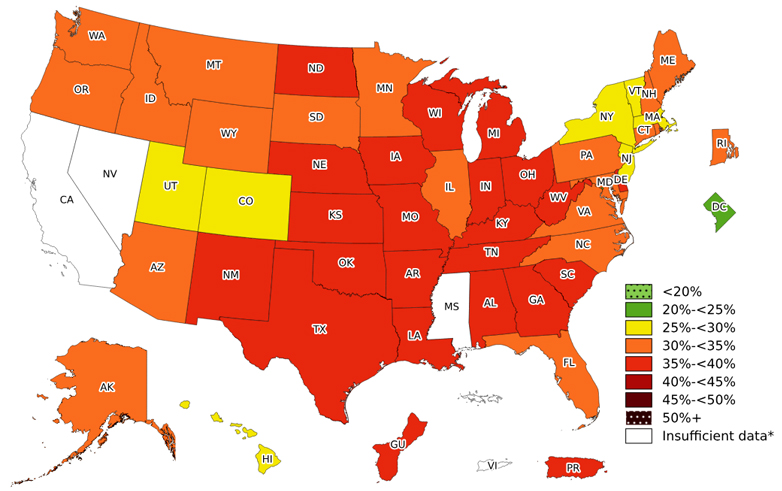 WA
ME
MT
ND
MN
VT
NH
OR
ID
SD
WI
NY
MA
MI
CT
WY
RI
IA
PA
NJ
NE
OH
NV
UT
IL
IN
MD
DE
CA
CO
WV
DC
KS
MO
KY
VA
NC
TN
AZ
OK
NM
AR
SC
MS
AL
GA
TX
LA
FL
AK
GU
HI
VI
PR
<20%
20%-<25%
25%-<30%
30%-<35%
35%-<40%
40%-<45%
45%-<50%
50%+
Insufficient data*